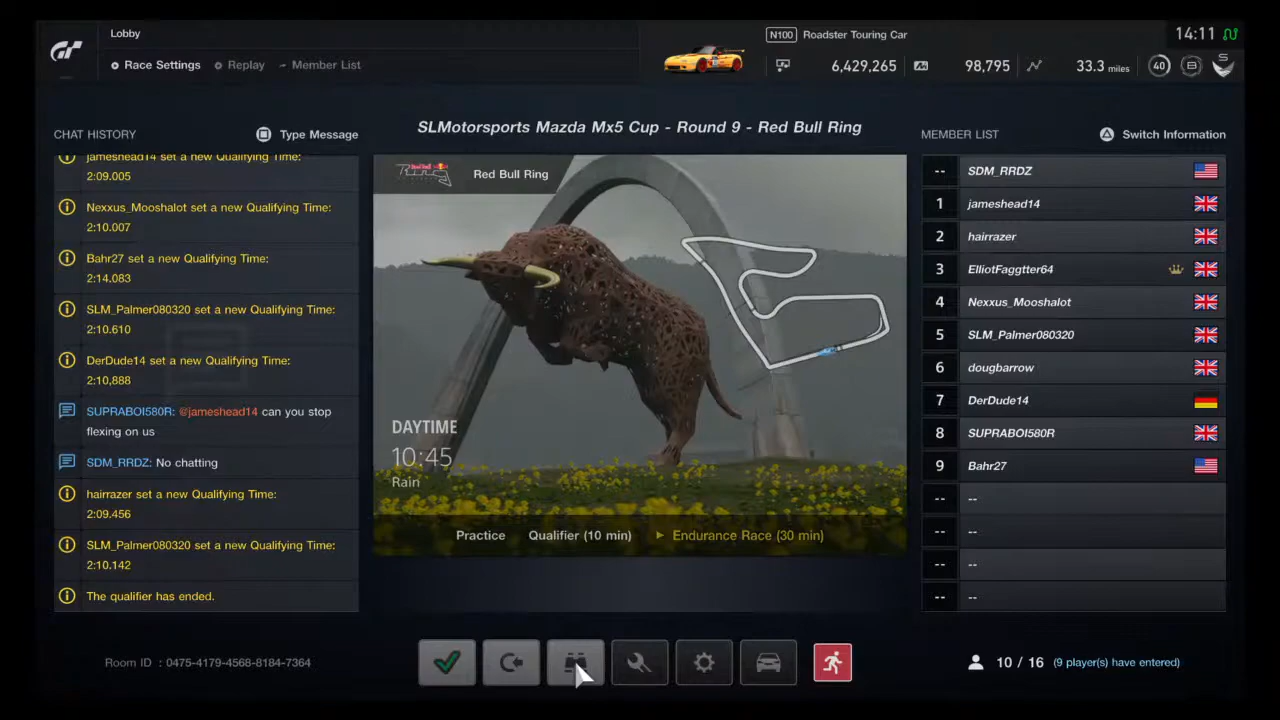 Lobby
Race Settings
Replay
Member List
N100 Roadster Touring Car
6,429,265
98,795
33.3 miles
40
B
S
14:11
CHAT HISTORY
Type Message
jameshead14 set a new Qualifying Time:
2:09.005
Nexxus_Mooshalot set a new Qualifying Time:
2:10.007
Bahr27 set a new Qualifying Time:
2:14.083
SLM_Palmer080320 set a new Qualifying Time:
2:10.610
DerDude14 set a new Qualifying Time:
2:10,888
SUPRABOI580R: @jameshead14 can you stop
flexing on us
SDM_RRDZ: No chatting
hairrazer set a new Qualifying Time:
2:09.456
SLM_Palmer080320 set a new Qualifying Time:
2:10.142
The qualifier has ended.
SLMotorsports Mazda Mx5 Cup - Round 9 - Red Bull Ring
Red Bull Ring
DAYTIME
10:45
Rain
Practice
Qualifier (10 min)
Endurance Race (30 min)
MEMBER LIST
Switch Information
-- SDM_RRDZ
1 jameshead14
2 hairrazer
3 ElliotFaggtter64
4 Nexxus_Mooshalot
5 SLM_Palmer080320
6 dougbarrow
7 DerDude14
8 SUPRABOI580R
9 Bahr27
-- --
-- --
-- --
-- --
Room ID : 0475-4179-4568-8184-7364
10 / 16 (9 player(s) have entered)